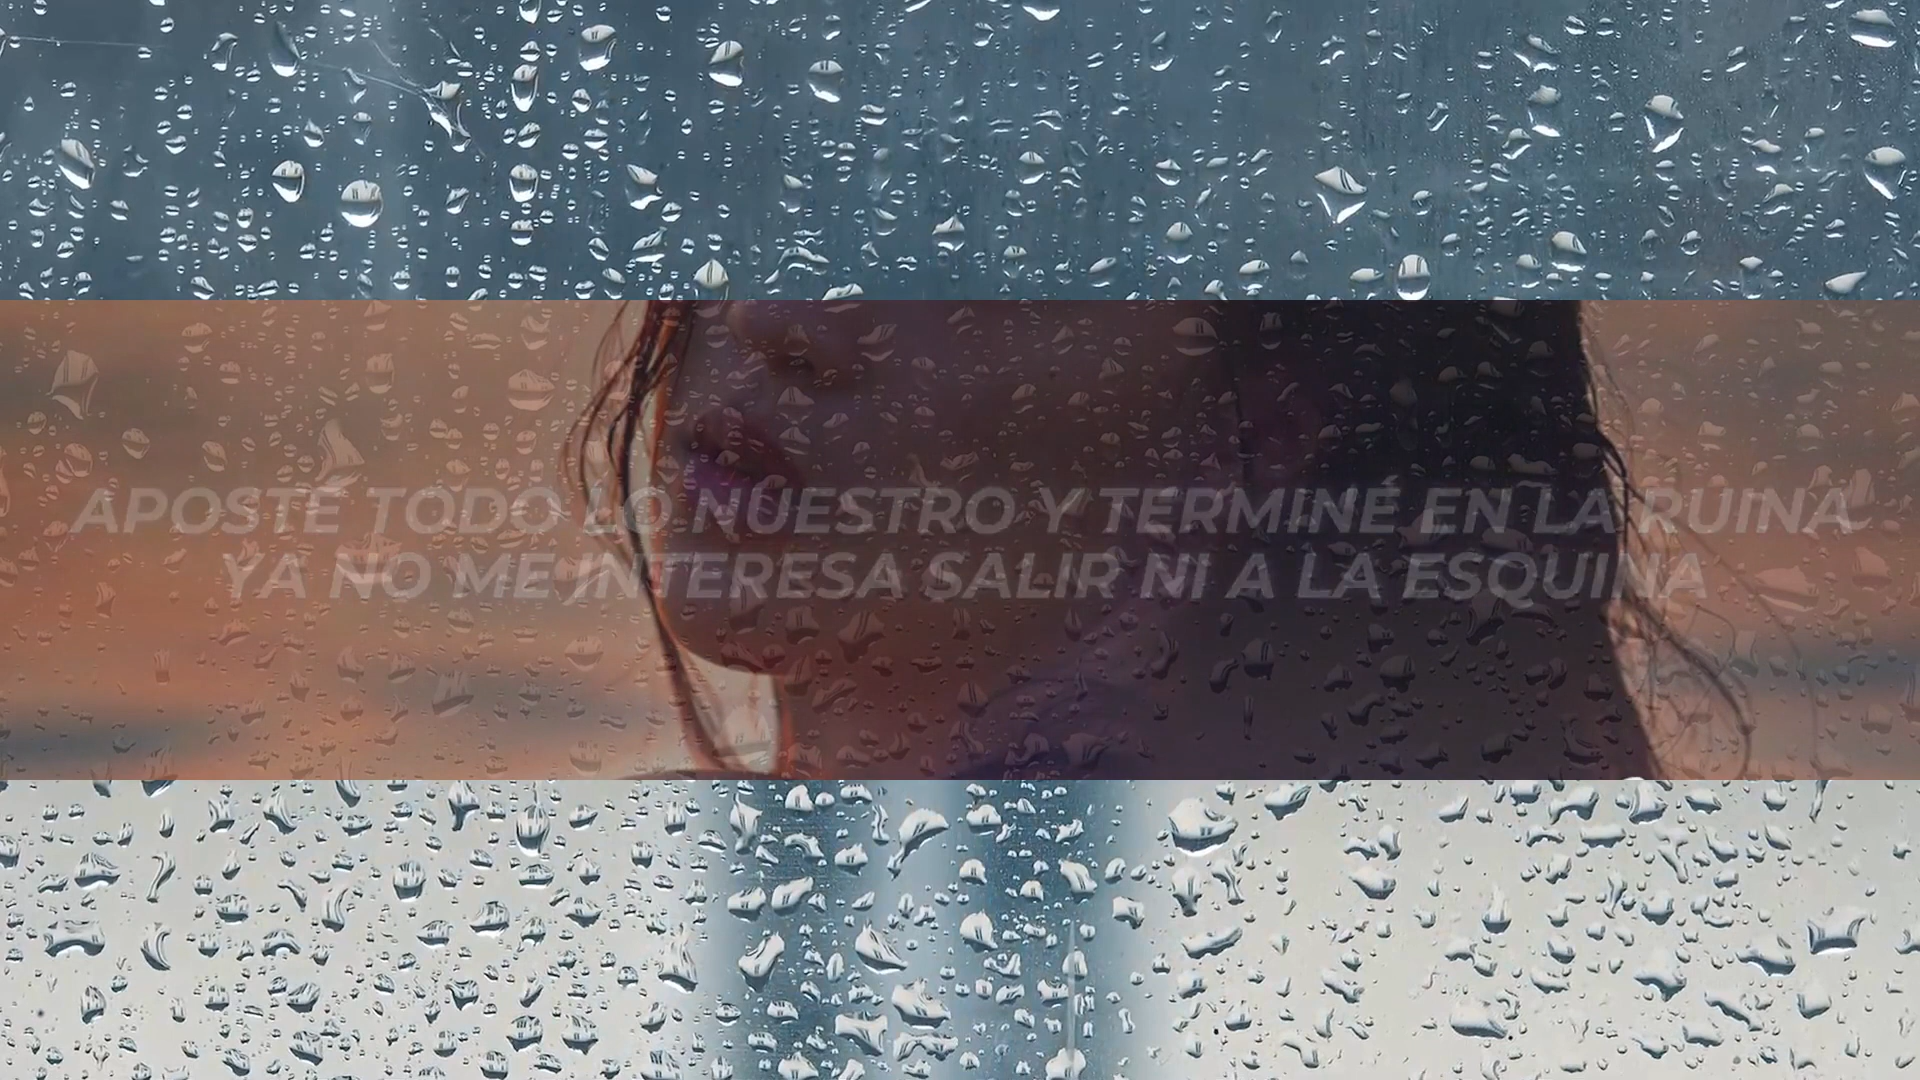 APOSTÉ TODO LO NUESTRO Y TERMINÉ EN LA RUINA
YA NO ME INTERESA SALIR NI A LA ESQUINA